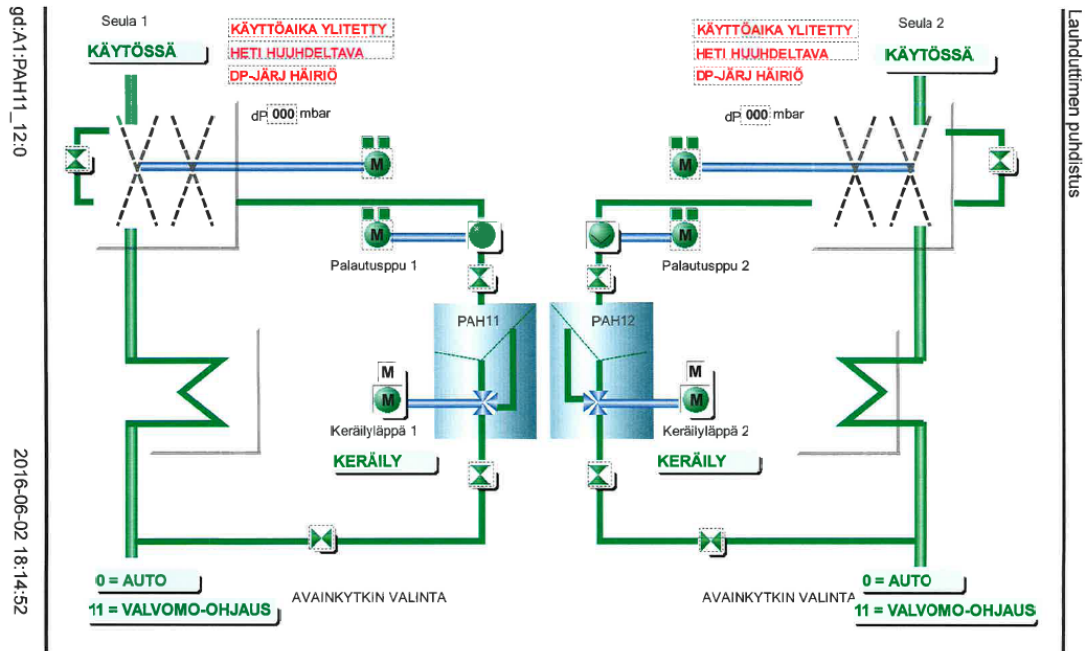 Lauhduttimen puhdistus
Seula 1
KÄYTÖSSÄ
KÄYTTÖAIKA YLITETTY
HETI HUUHDELTAVA
DP-JÄRJ HÄIRIÖ
dP 000 mbar
M
M
Palautusppu 1
PAH11
M
M
Keräilyläppä 1
KERÄILY
0 = AUTO
11 = VALVOMO-OHJAUS
AVAINKYTKIN VALINTA
KÄYTTÖAIKA YLITETTY
HETI HUUHDELTAVA
DP-JÄRJ HÄIRIÖ
Seula 2
KÄYTÖSSÄ
dP 000 mbar
M
M
Palautusppu 2
PAH12
M
M
Keräilyläppä 2
KERÄILY
AVAINKYTKIN VALINTA
0 = AUTO
11 = VALVOMO-OHJAUS
gd:A1:PAH11_12:0
2016-06-02 18:14:52